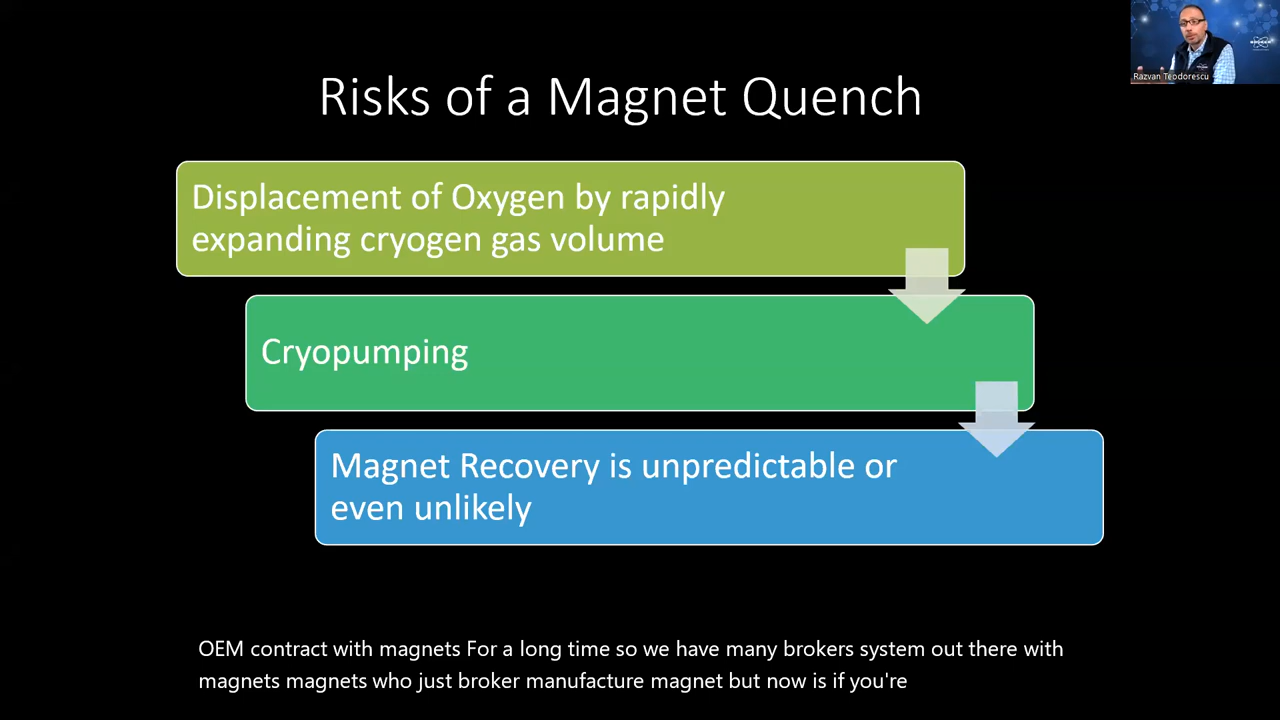 Risks of a Magnet Quench
Displacement of Oxygen by rapidly
expanding cryogen gas volume
Cryopumping
Magnet Recovery is unpredictable or
even unlikely
OEM contract with magnets For a long time so we have many brokers system out there with
magnets magnets who just broker manufacture magnet but now is if you're
Razvan Teodorescu